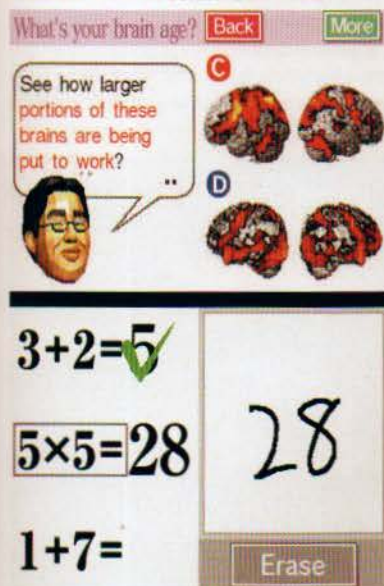 What's your brain age?
Back
More
See how larger
portions of these
brains are being
put to work?
C
D
3+2=5
5×5=28
1+7=
28
Erase